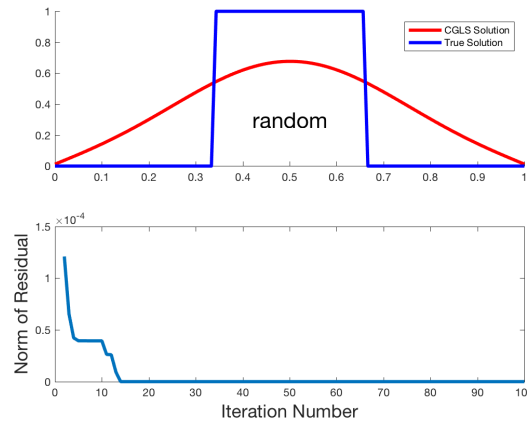 1
0.8
0.6
0.4
0.2
0
CGLS Solution
True Solution
random
0 0.1 0.2 0.3 0.4 0.5 0.6 0.7 0.8 0.9 1
×10⁻⁴
1.5
1
0.5
0
Norm of Residual
0 10 20 30 40 50 60 70 80 90 100
Iteration Number